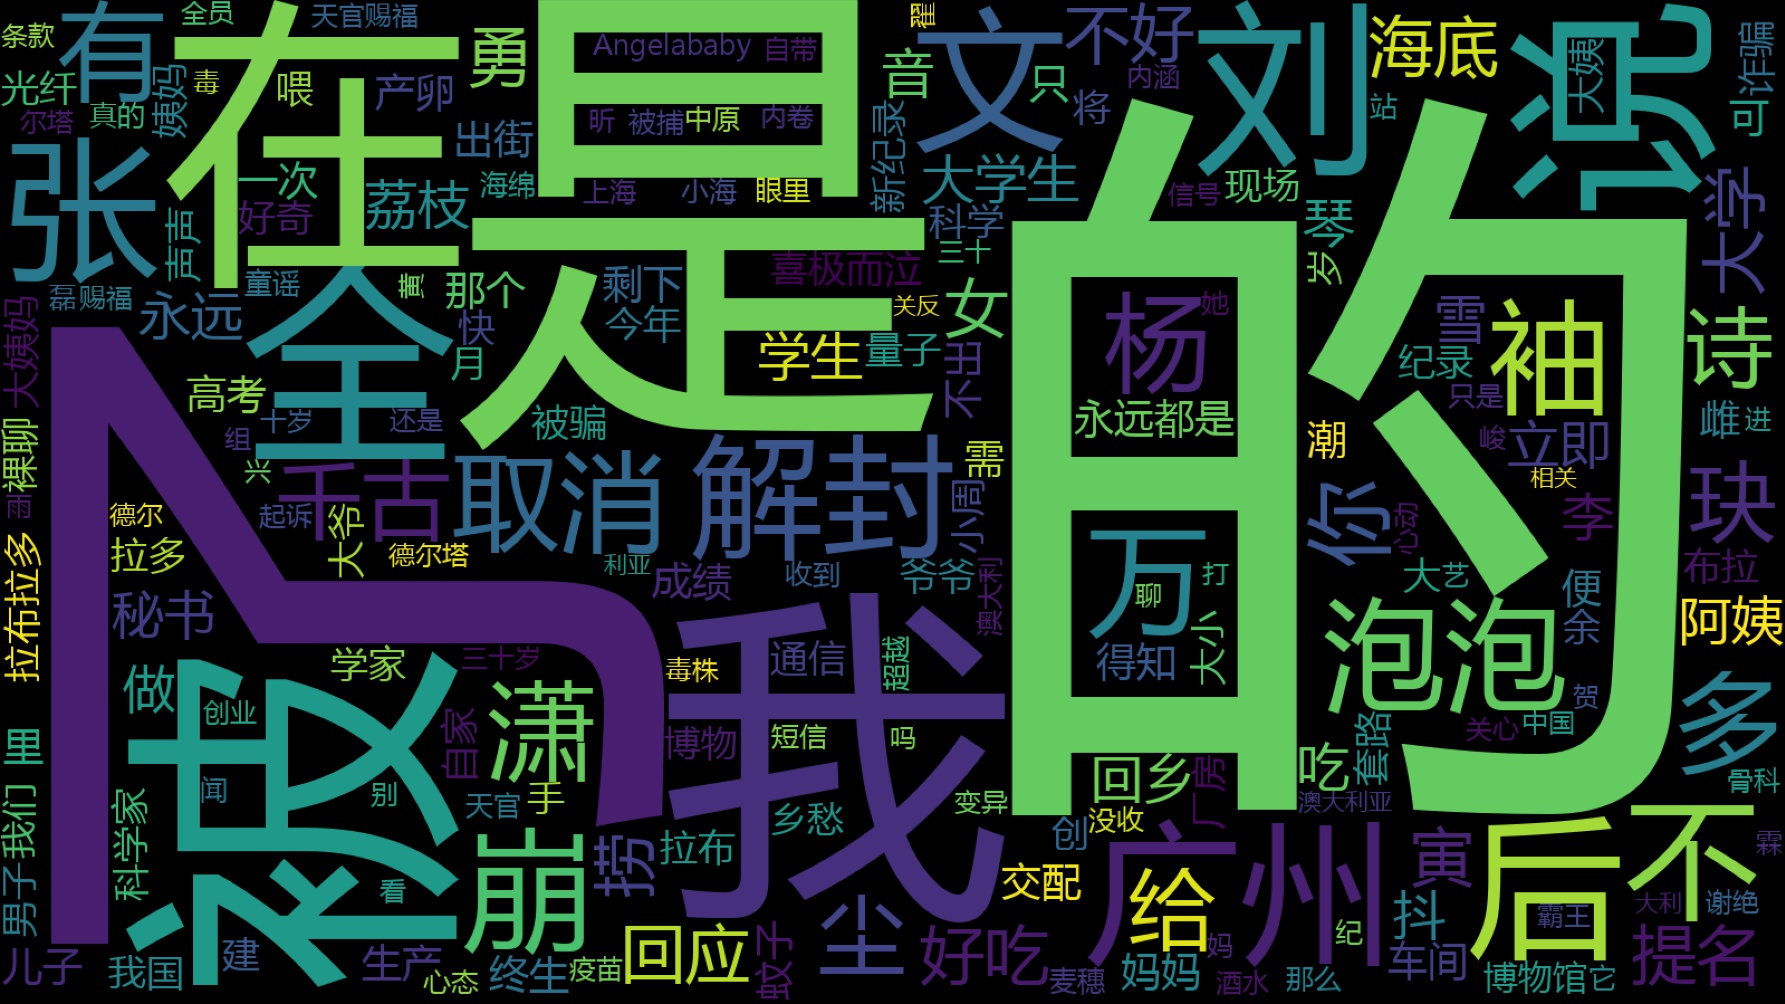 条款
有
全员
天官赐福
在
是
勇
Angelababy
自带
翟
文
不好
刘
海底
况
大姨
诈骗
光纤
姨妈
毒
喂
产卵
音
只
内涵
将
站
可
尔塔
真的
昕
被捕
中原
内卷
新纪录
张
出街
一次
荔枝
海绵
上海
小海
眼里
大学生
信号
现场
大学
好奇
声声
科学
三十
琴
岁
磊
赐福
永远
童谣
寅
那个
剩下
喜极而泣
女
的
杨
她
雪
袖
诗
大姨妈
全
快
今年
关反
月
学生
量子
不出
纪录
高考
只是
雌
进
组
十岁
还是
被骗
永远都是
潮
峻
立即
裸聊
兴
千古
取消
解封
需
相关
雨
德尔
起诉
大爷
小周
你
心动
李
玦
拉多
德尔塔
利亚
成绩
收到
爷爷
万
打
聊
大艺
布拉
拉布拉多
秘书
我
澳大利
便
余
泡泡
阿姨
学家
三十岁
毒株
通信
超越
得知
大小
做
被
潇
创业
自家
博物
短信
吗
贺
多
里
关心
中国
闻
别
天官
手
回乡
厂房
吃
套路
骨科
我们
科学家
乡愁
变异
澳大利亚
没收
创
崩
捞
拉布
广州
寅
后
不
霖
男子
看
尘
交配
给
抖
大利
谢绝
霸王
儿子
我国
建
生产
心态
终生
疫苗
回应
蚊子
好吃
麦穗
妈妈
妈
酒水
纪
那么
车间
博物馆
它
提名